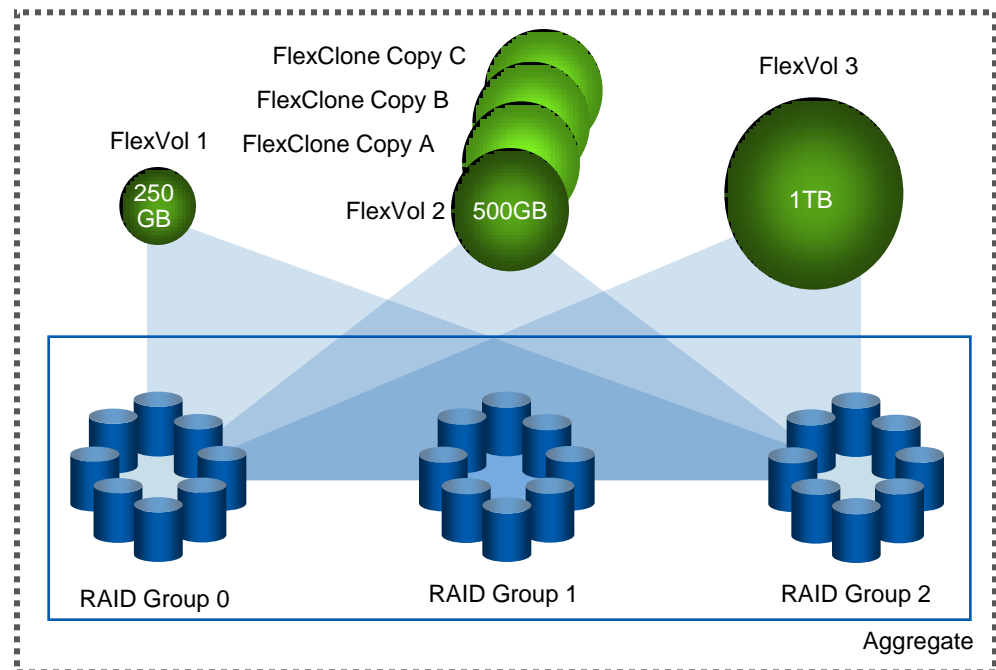 FlexClone Copy C
FlexVol 3
FlexClone Copy B
FlexVol 1
FlexClone Copy A
250
GB
FlexVol 2
500GB
1TB
RAID Group 0
RAID Group 1
RAID Group 2
Aggregate